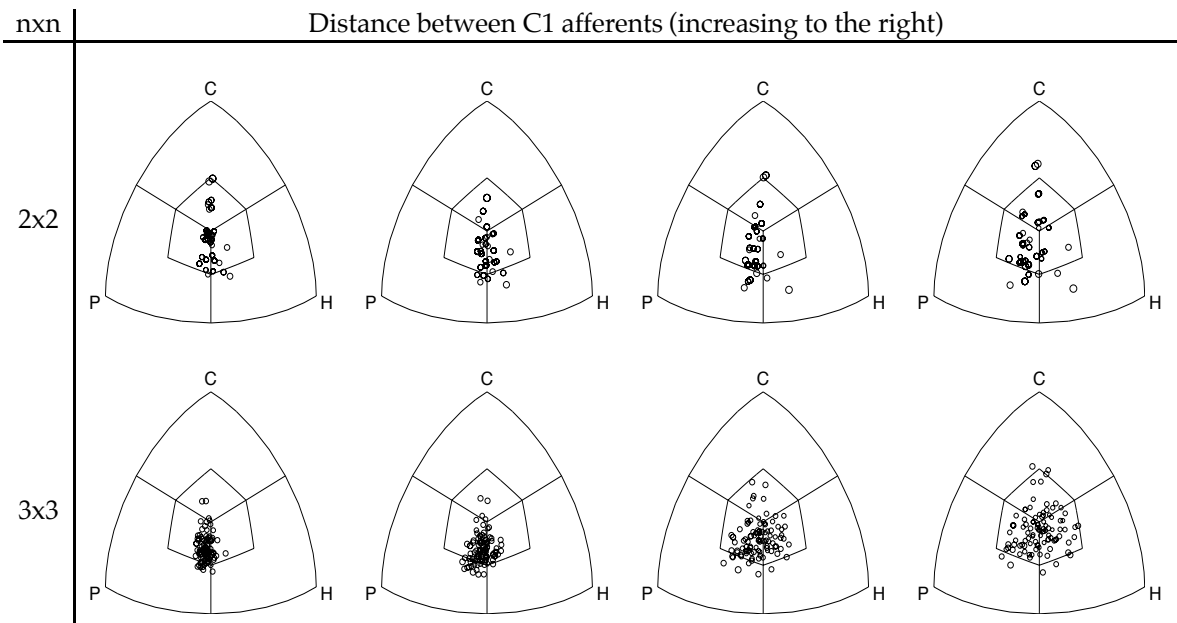 nxn Distance between C1 afferents (increasing to the right)
C C C C
2x2
P H P H P H P H
C C C C
3x3
P H P H P H P H